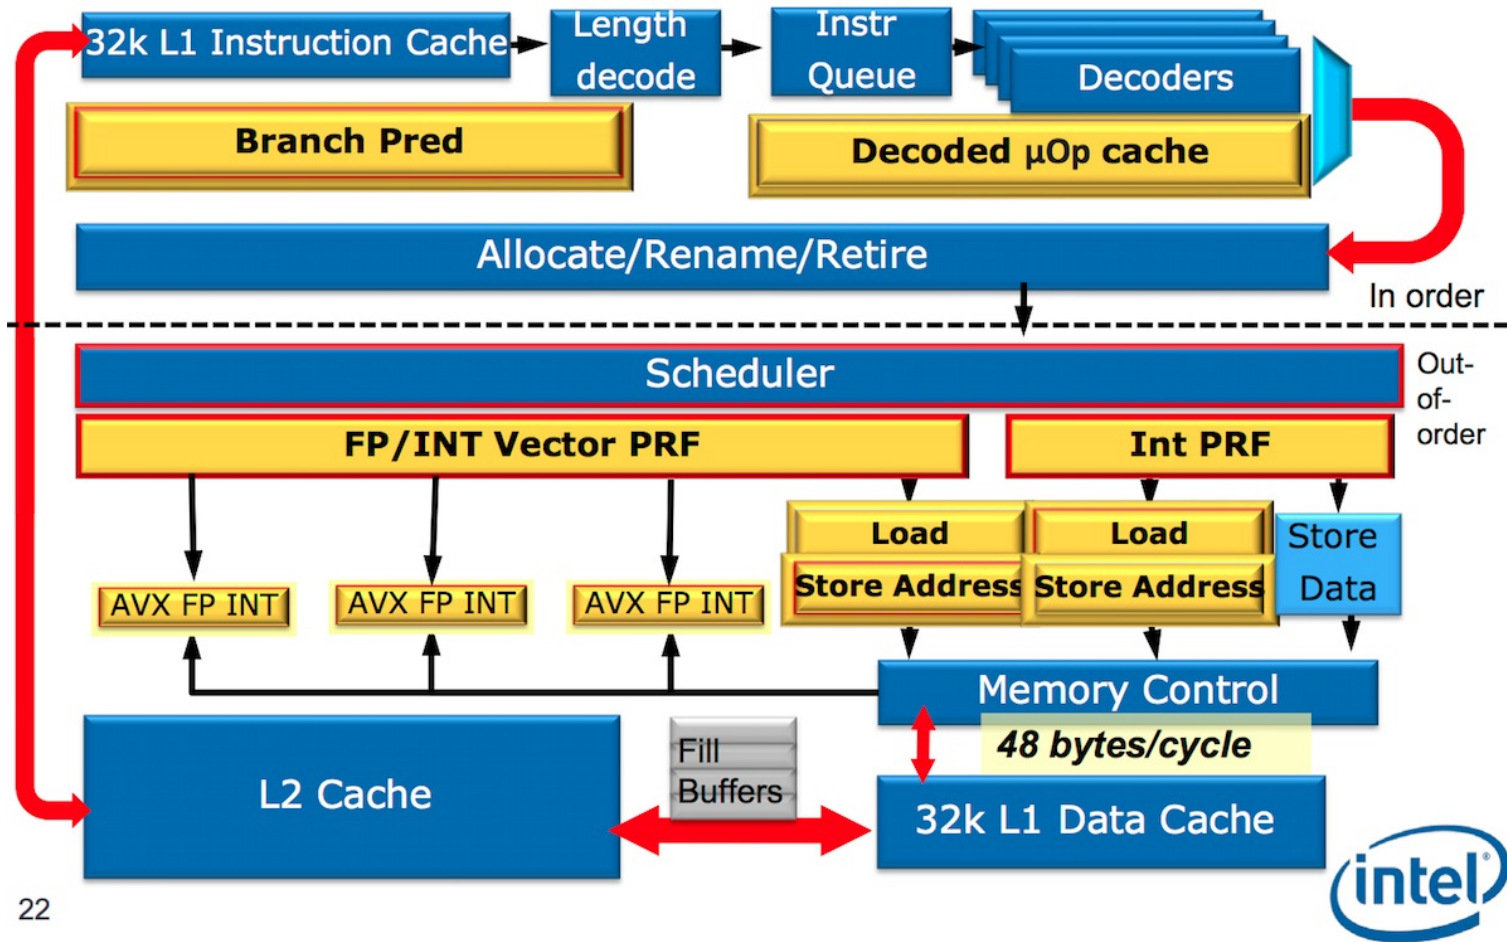 32k L1 Instruction Cache
Length
decode
Instr
Queue
Decoders
Branch Pred
Decoded μOp cache
Allocate/Rename/Retire
In order
Scheduler
Out-
of-
order
FP/INT Vector PRF
Int PRF
Load
Load
Store
Data
Store Address
Store Address
AVX FP INT
AVX FP INT
AVX FP INT
Memory Control
48 bytes/cycle
Fill
Buffers
L2 Cache
32k L1 Data Cache
intel®
22